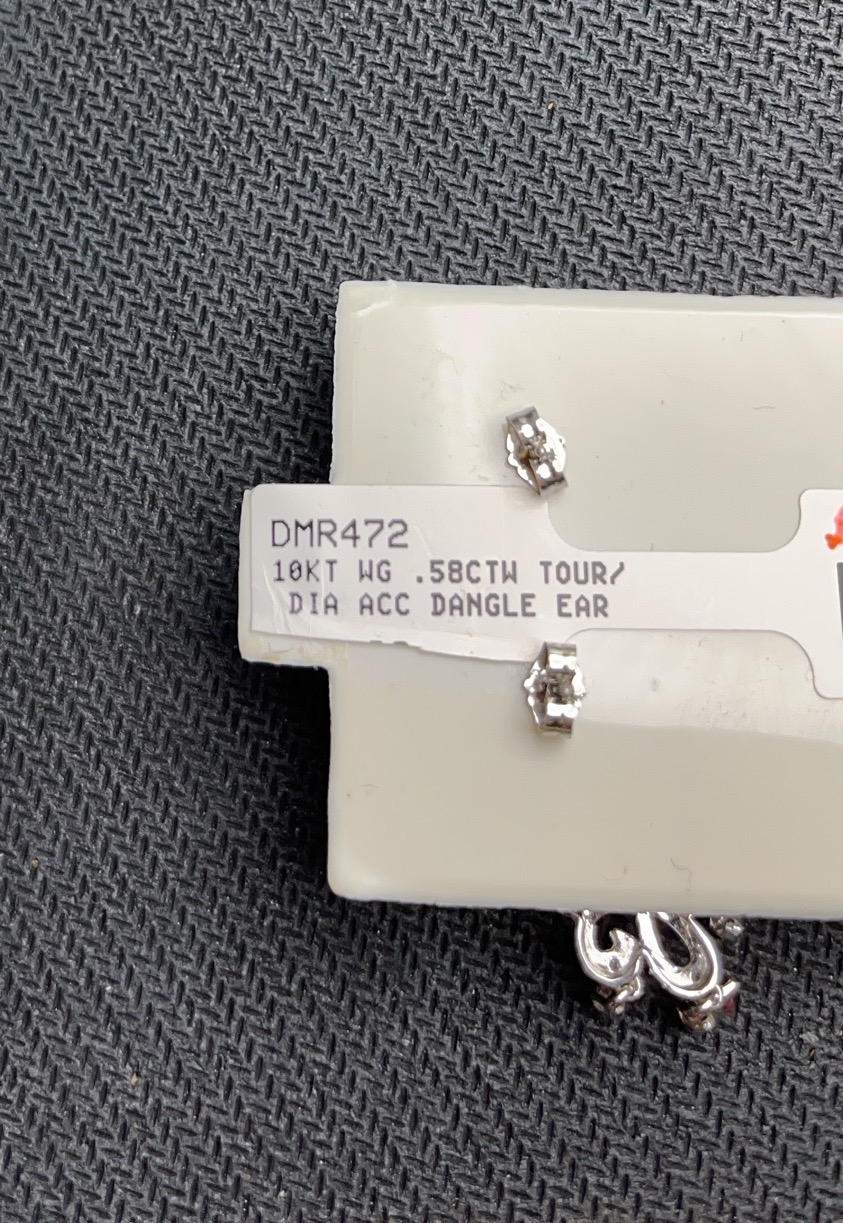 DMR472
10KT WG .58CTW TOUR/
DIA ACC DANGLE EAR